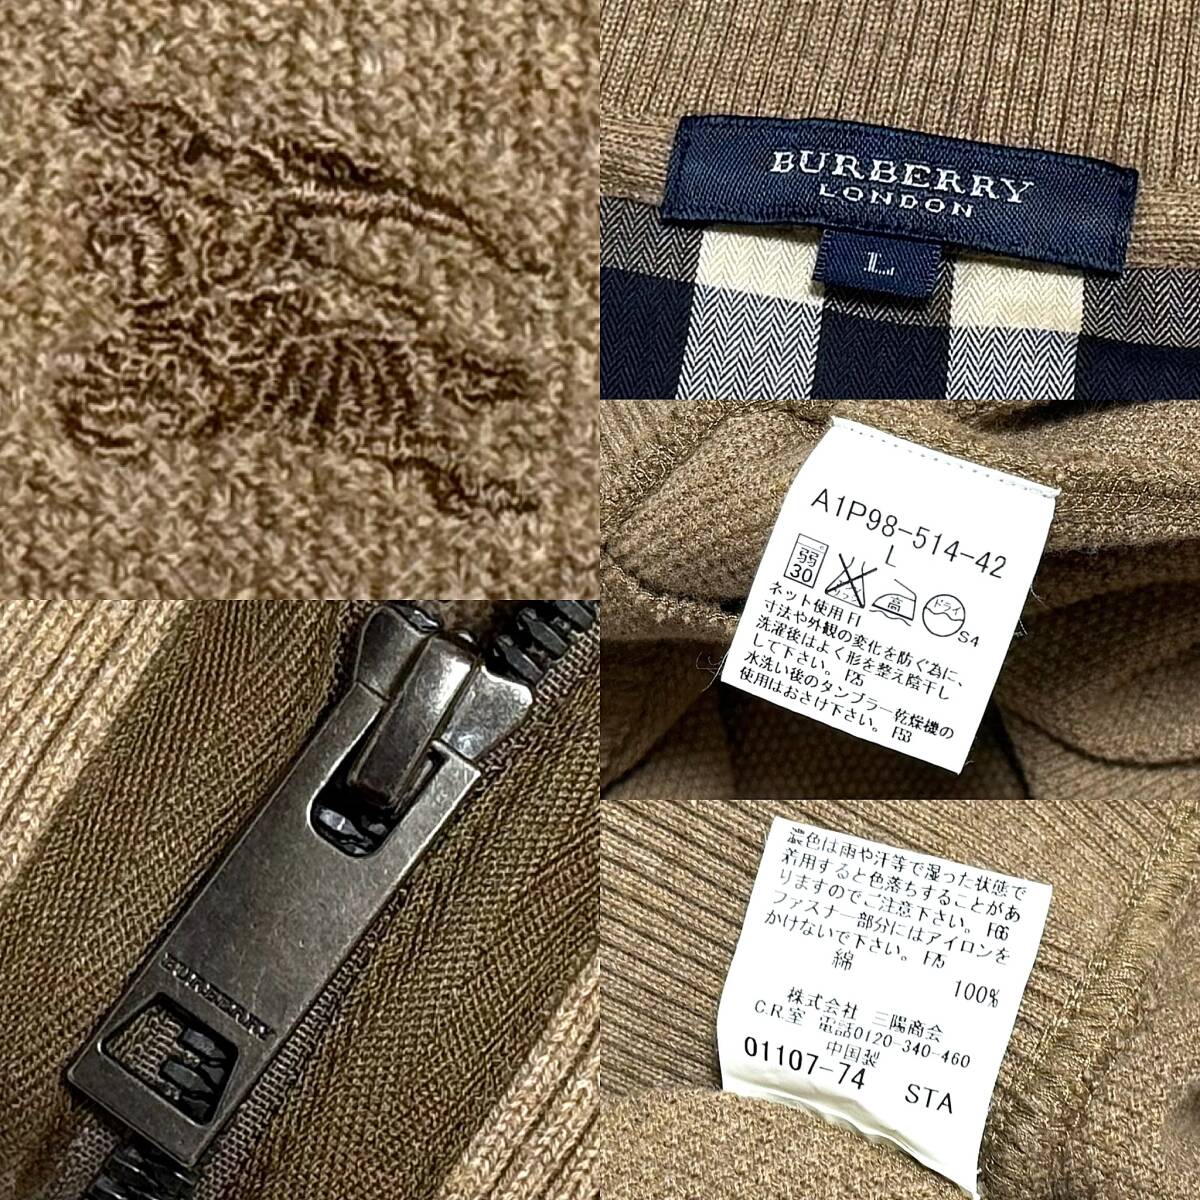 BURBERRY
LONDON
L
A1P98-514-42
L
弱
30
高
ドライ
S4
ネット使用 F1
寸法や外観の変化を防ぐ為に、
洗濯後はよく形を整え陰干し
して下さい。 F25
水洗い後のタンブラー乾燥機の
使用はおさけ下さい。 F53
BURBERRY
濃色は雨や汗等で湿った状態で
着用すると色落ちすることがあ
りますのでご注意下さい。 F66
ファスナー部分にはアイロンを
かけないで下さい。 F75
綿
100%
株式会社 三陽商会
C.R.室 電話0120-340-460
中国製
01107-74 STA